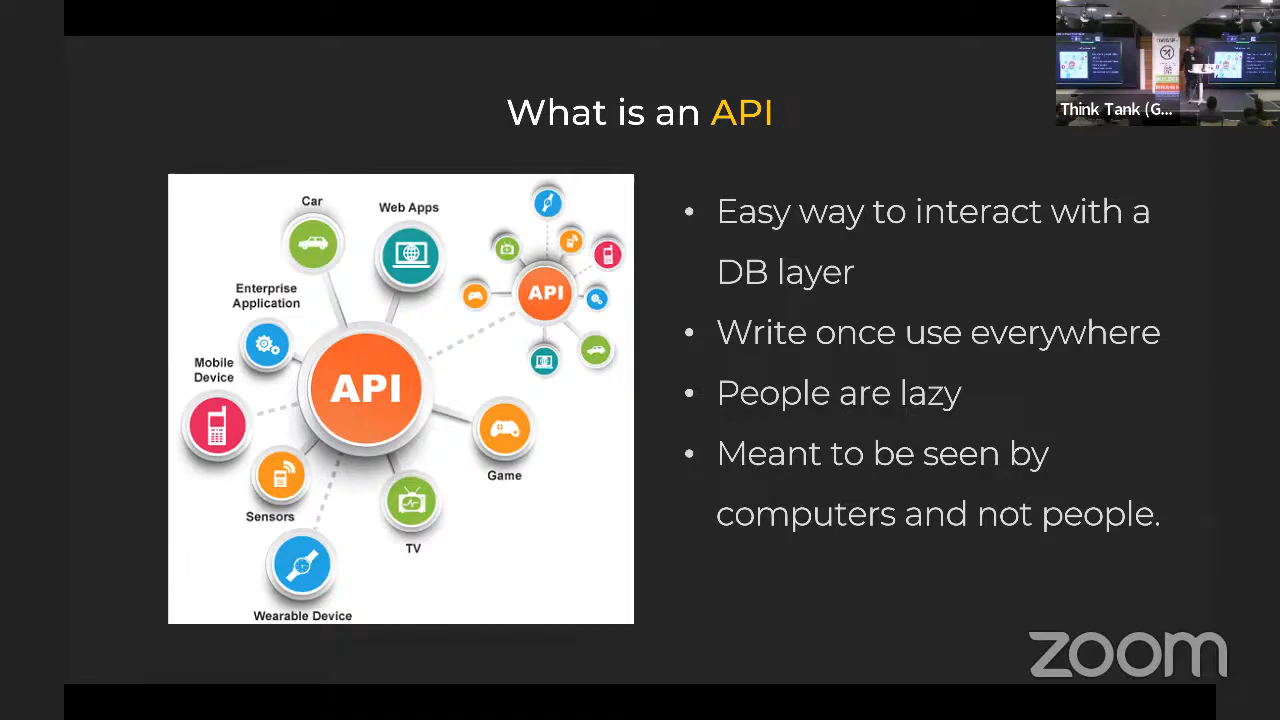 What is an API
Think Tank (G...
Car
Web Apps
Enterprise
Application
Mobile
Device
API
API
Game
Sensors
TV
Wearable Device
• Easy way to interact with a
DB layer
• Write once use everywhere
• People are lazy
• Meant to be seen by
computers and not people.
zoom